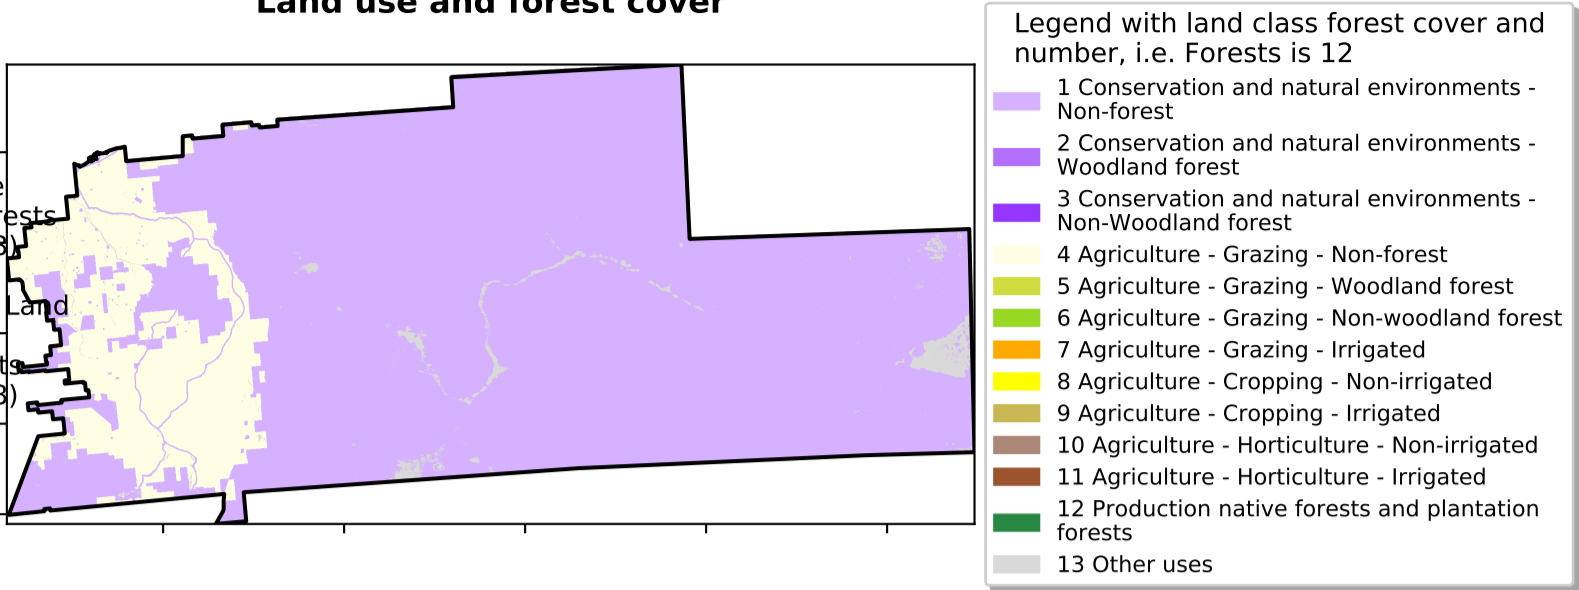 Land use and forest cover
Legend with land class forest cover and
number, i.e. Forests is 12
1 Conservation and natural environments -
Non-forest
2 Conservation and natural environments -
Woodland forest
3 Conservation and natural environments -
Non-Woodland forest
4 Agriculture - Grazing - Non-forest
5 Agriculture - Grazing - Woodland forest
6 Agriculture - Grazing - Non-woodland forest
7 Agriculture - Grazing - Irrigated
8 Agriculture - Cropping - Non-irrigated
9 Agriculture - Cropping - Irrigated
10 Agriculture - Horticulture - Non-irrigated
11 Agriculture - Horticulture - Irrigated
12 Production native forests and plantation
forests
13 Other uses
Land